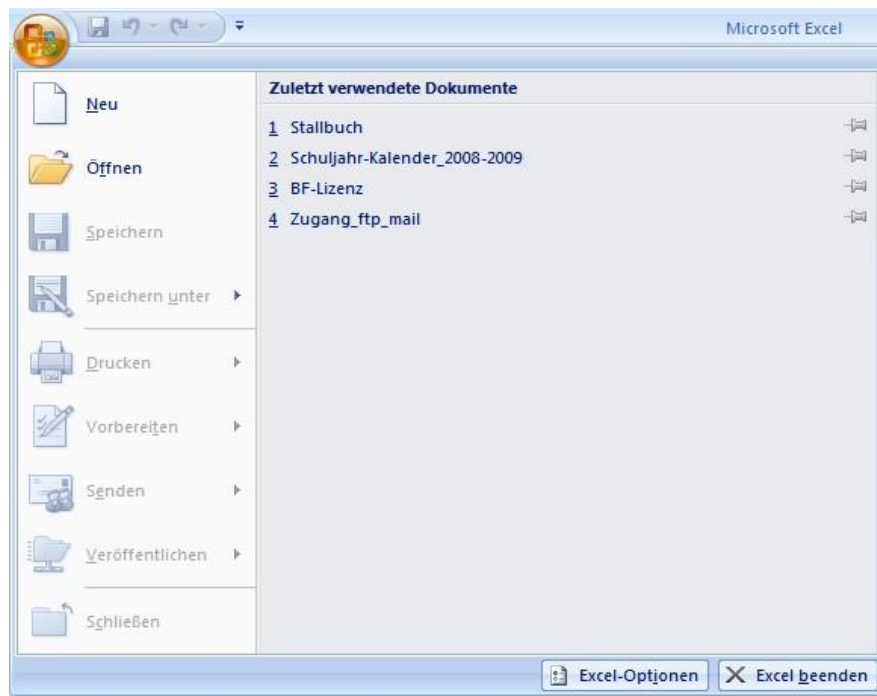 Microsoft Excel
Neu
Öffnen
Speichern
Speichern unter
Drucken
Vorbereiten
Senden
Veröffentlichen
Schließen
Zuletzt verwendete Dokumente
1 Stallbuch
2 Schuljahr-Kalender_2008-2009
3 BF-Lizenz
4 Zugang_ftp_mail
Excel-Optionen
Excel beenden